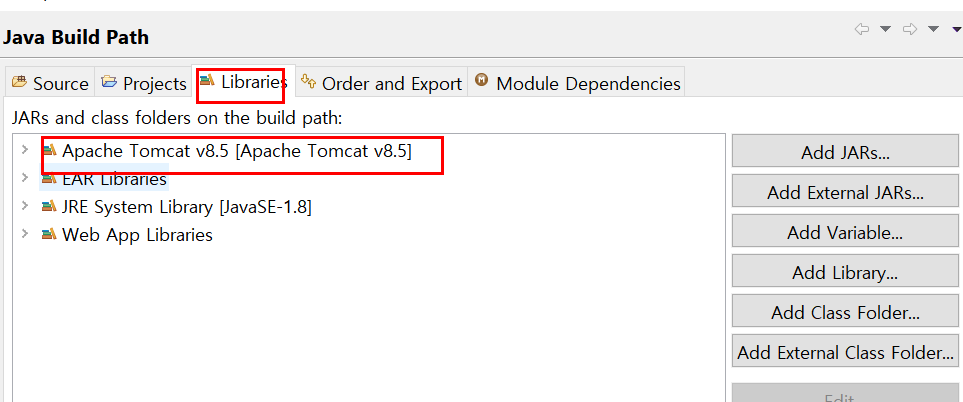 Java Build Path
Source Projects Libraries Order and Export Module Dependencies
JARs and class folders on the build path:
Apache Tomcat v8.5 [Apache Tomcat v8.5]
EAR Libraries
JRE System Library [JavaSE-1.8]
Web App Libraries
Add JARs...
Add External JARs...
Add Variable...
Add Library...
Add Class Folder...
Add External Class Folder...
Edit...